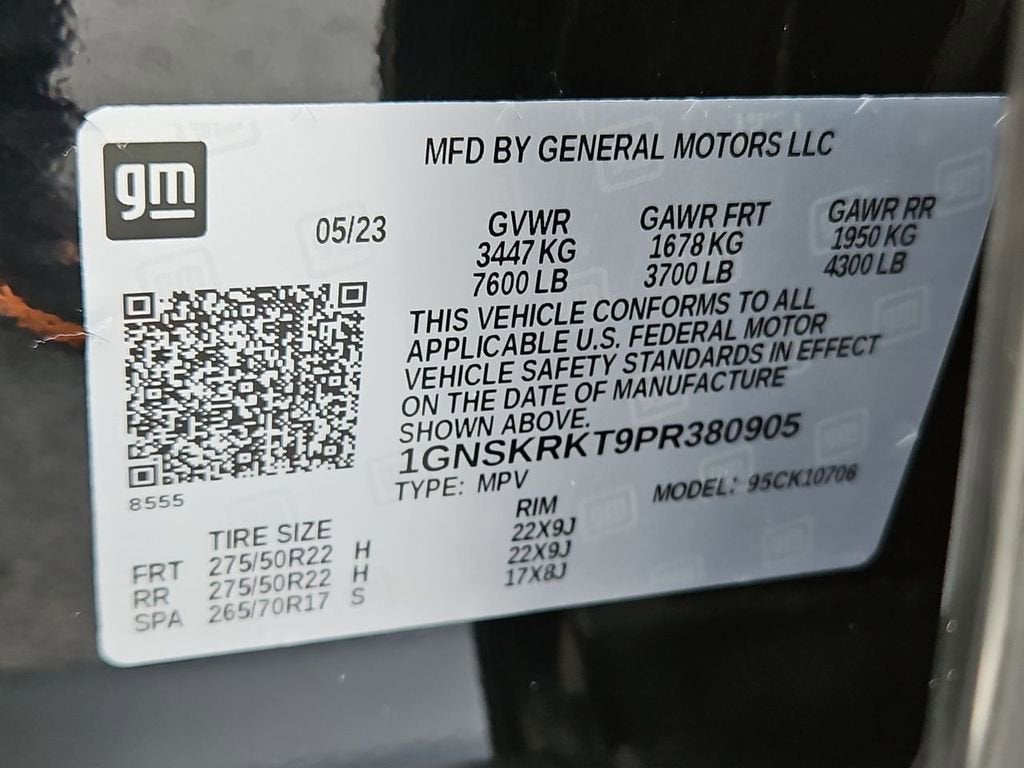 gm
MFD BY GENERAL MOTORS LLC
05/23
GVWR GAWR FRT GAWR RR
3447 KG 1678 KG 1950 KG
7600 LB 3700 LB 4300 LB
THIS VEHICLE CONFORMS TO ALL
APPLICABLE U.S. FEDERAL MOTOR
VEHICLE SAFETY STANDARDS IN EFFECT
ON THE DATE OF MANUFACTURE
SHOWN ABOVE.
1GNSKRKT9PR380905
TYPE: MPV MODEL: 95CK10706
8555
TIRE SIZE RIM
FRT 275/50R22 H 22X9J
RR 275/50R22 H 22X9J
SPA 265/70R17 S 17X8J